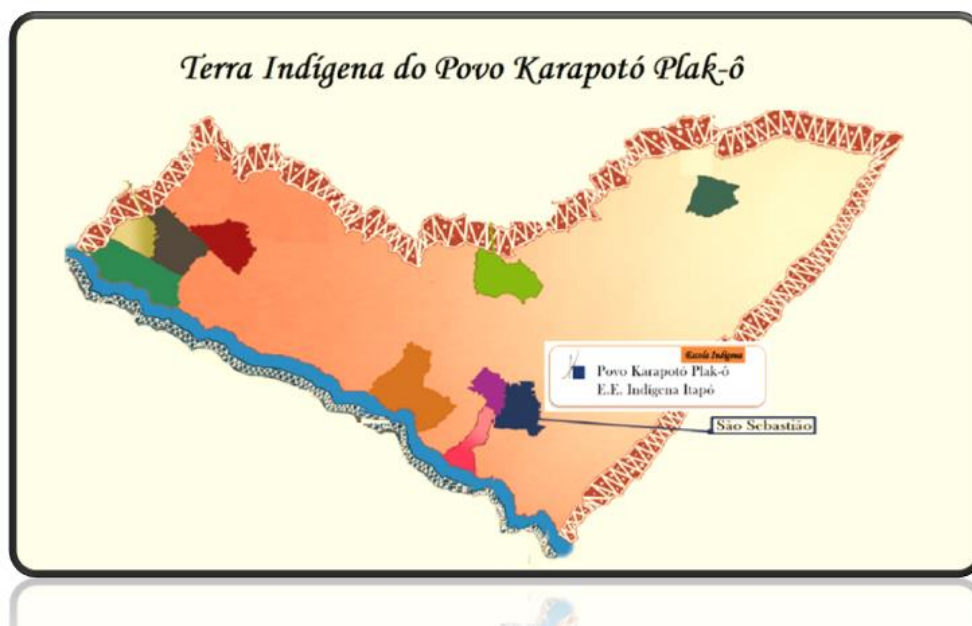 Terra Indígena do Povo Karapotó Plak-ô
Escola Indígena
Povo Karapotó Plak-ô
E.E. Indígena Itapó
São Sebastião